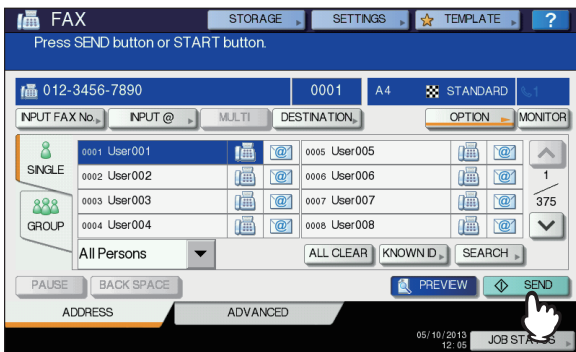 FAX STORAGE SETTINGS TEMPLATE ?
Press SEND button or START button.
012-3456-7890 0001 A4 STANDARD 1
INPUT FAX No. INPUT @ MULTI DESTINATION OPTION MONITOR
SINGLE
GROUP
0001 User001 @ 0005 User005 @
0002 User002 @ 0006 User006 @
0003 User003 @ 0007 User007 @
0004 User004 @ 0008 User008 @
1
375
All Persons ALL CLEAR KNOWN ID SEARCH
PAUSE BACK SPACE PREVIEW SEND
ADDRESS ADVANCED
05/10/2013
12:05
JOB STATUS